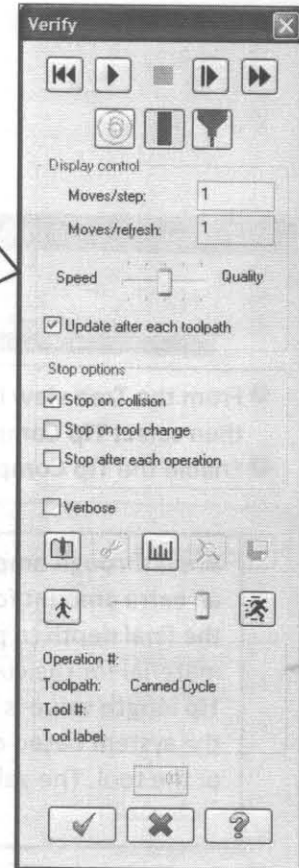 Verify
Display control
Moves/step: 1
Moves/refresh: 1
Speed Quality
Update after each toolpath
Stop options
Stop on collision
Stop on tool change
Stop after each operation
Verbose
Operation #:
Toolpath: Canned Cycle
Tool #:
Tool label: